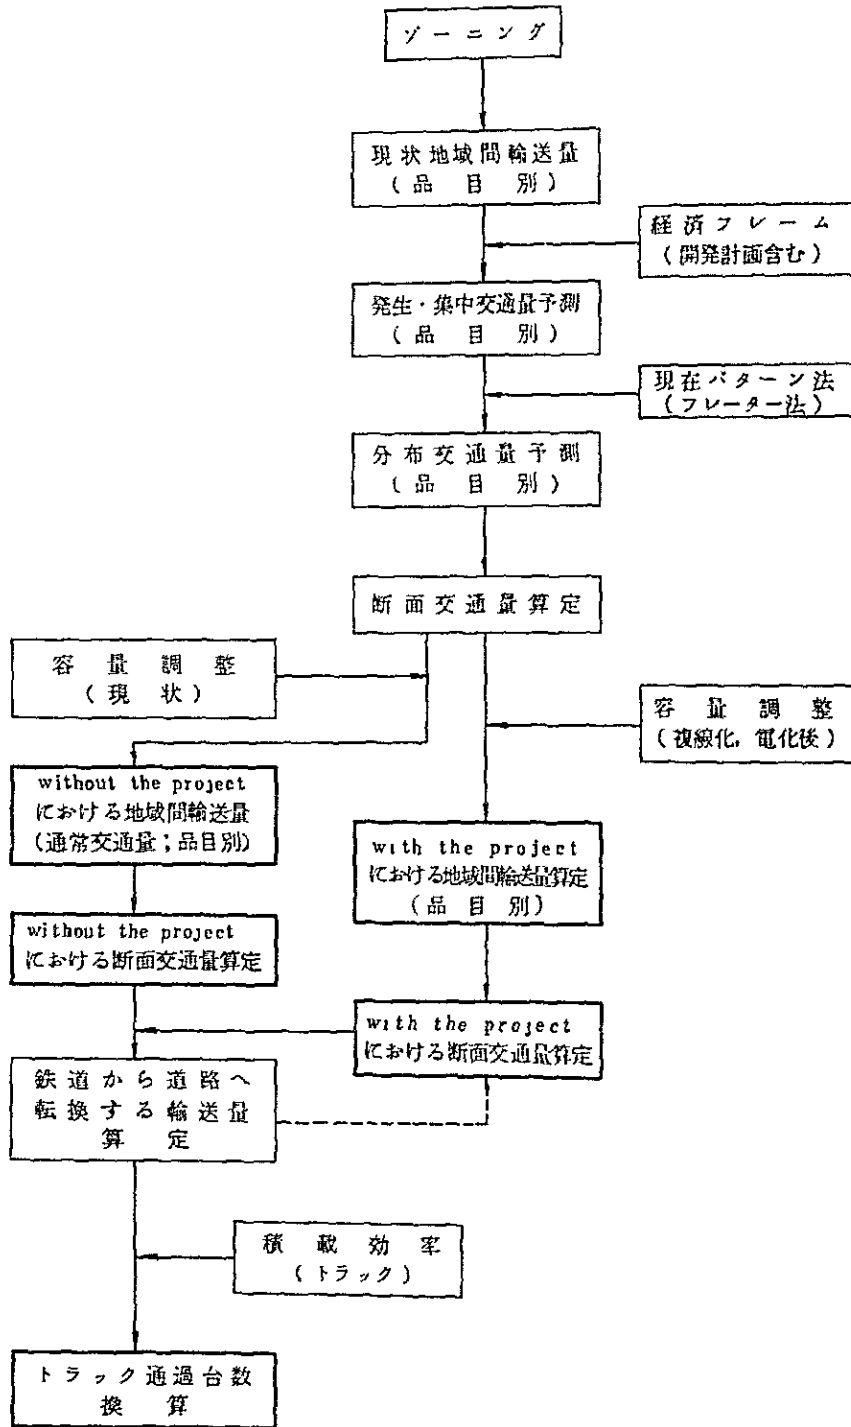 ゾーニング
現状地域間輸送量
(品目別)
経済フレーム
(開発計画含む)
発生・集中交通量予測
(品目別)
現在パターン法
(フレーター法)
分布交通量予測
(品目別)
断面交通量算定
容量調整
(現状)
容量調整
(複線化,電化後)
without the project
における地域間輸送量
(通常交通量;品目別)
with the project
における地域間輸送量算定
(品目別)
without the project
における断面交通量算定
with the project
における断面交通量算定
鉄道から道路へ
転換する輸送量
算定
積載効率
(トラック)
トラック通過台数
換算